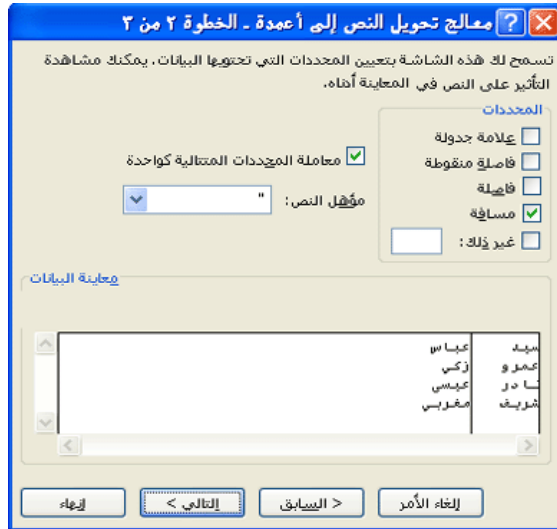 معالج تحويل النص إلى أعمدة - الخطوة ٢ من ٣
تسمح لك هذه الشاشة بتعيين المحددات التي تحتويها البيانات. يمكنك مشاهدة
التأثير على النص في المعاينة أدناه.
المحددات
علامة جدولة
فاصلة منقوطة
فاصلة
مسافة
غير ذلك:
معاملة المحددات المتتالية كواحدة
مؤهل النص: "
معاينة البيانات
سيد عباس
عمرو زكي
نادر عيسى
شريف مغربي
إلغاء الأمر
< السابق
التالي >
إنهاء